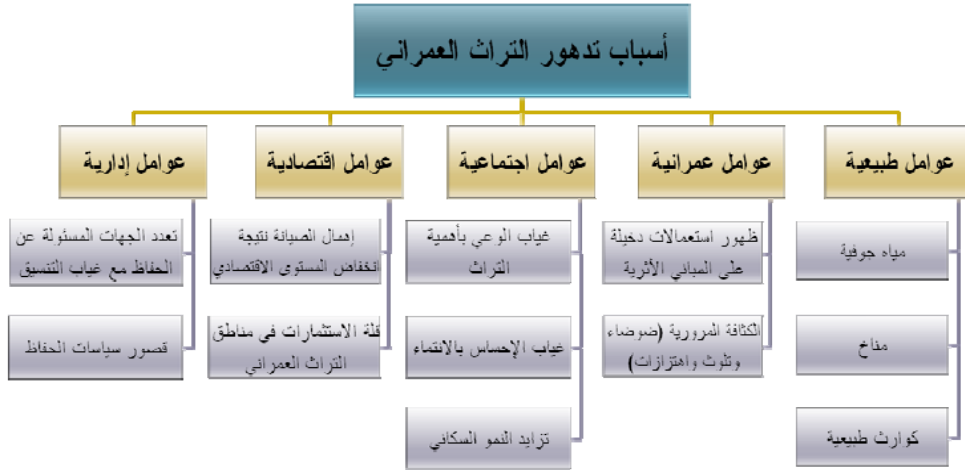 أسباب تدهور التراث العمراني
عوامل طبيعية
عوامل عمرانية
عوامل اجتماعية
عوامل اقتصادية
عوامل إدارية
مياه جوفية
مناخ
كوارث طبيعية
ظهور استعمالات دخيلة
على المباني الأثرية
الكثافة المرورية (ضوضاء
وتلوث واهتزازات)
غياب الوعي بأهمية
التراث
غياب الإحساس بالانتماء
تزايد النمو السكاني
إهمال الصيانة نتيجة
انخفاض المستوى الاقتصادي
قلة الاستثمارات في مناطق
التراث العمراني
تعدد الجهات المسئولة عن
الحفاظ مع غياب التنسيق
قصور سياسات الحفاظ